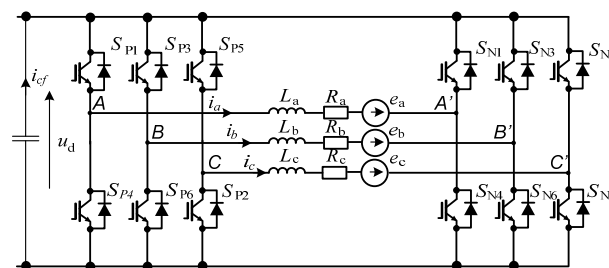 S_P1 S_P3 S_P5 S_N1 S_N3 S_N
i_cf
u_d
A i_a L_a R_a e_a A'
B i_b L_b R_b e_b B'
C i_c L_c R_c e_c C'
S_P4 S_P6 S_P2 S_N4 S_N6 S_N